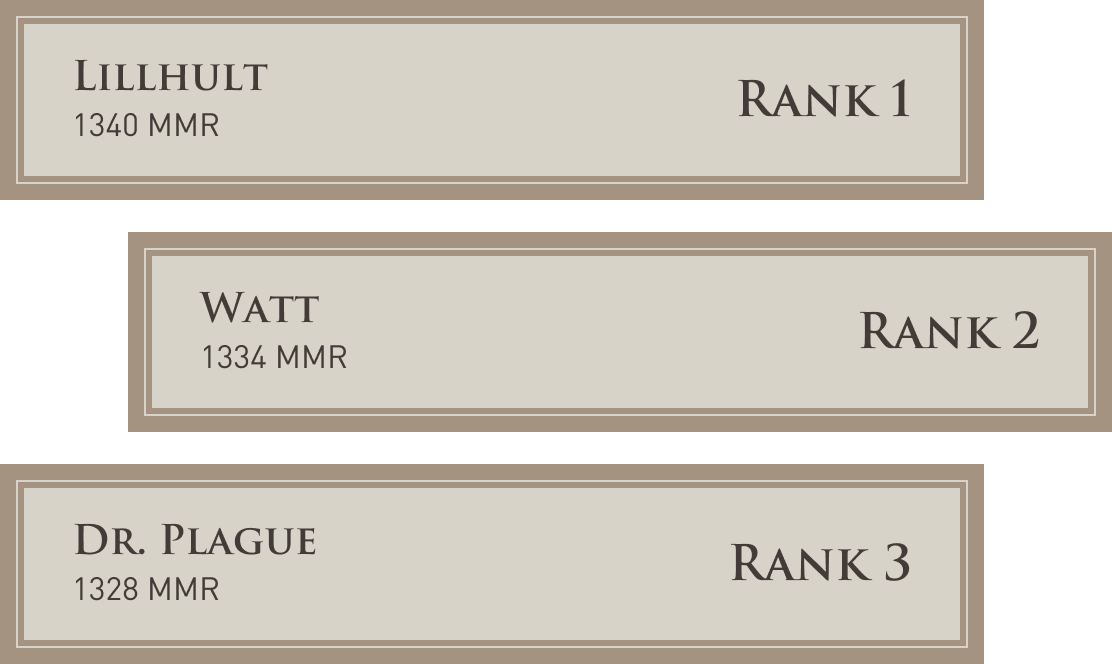 Lillhult
1340 MMR
Rank 1
Watt
1334 MMR
Rank 2
Dr. Plague
1328 MMR
Rank 3